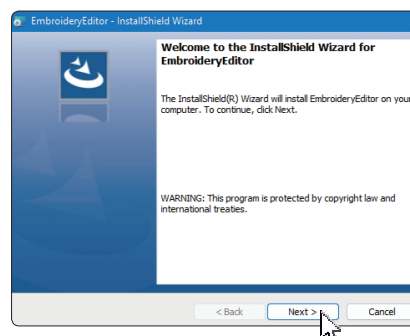 EmbroideryEditor - InstallShield Wizard
Welcome to the InstallShield Wizard for
EmbroideryEditor
The InstallShield(R) Wizard will install EmbroideryEditor on your
computer. To continue, click Next.
WARNING: This program is protected by copyright law and
international treaties.
< Back
Next >
Cancel